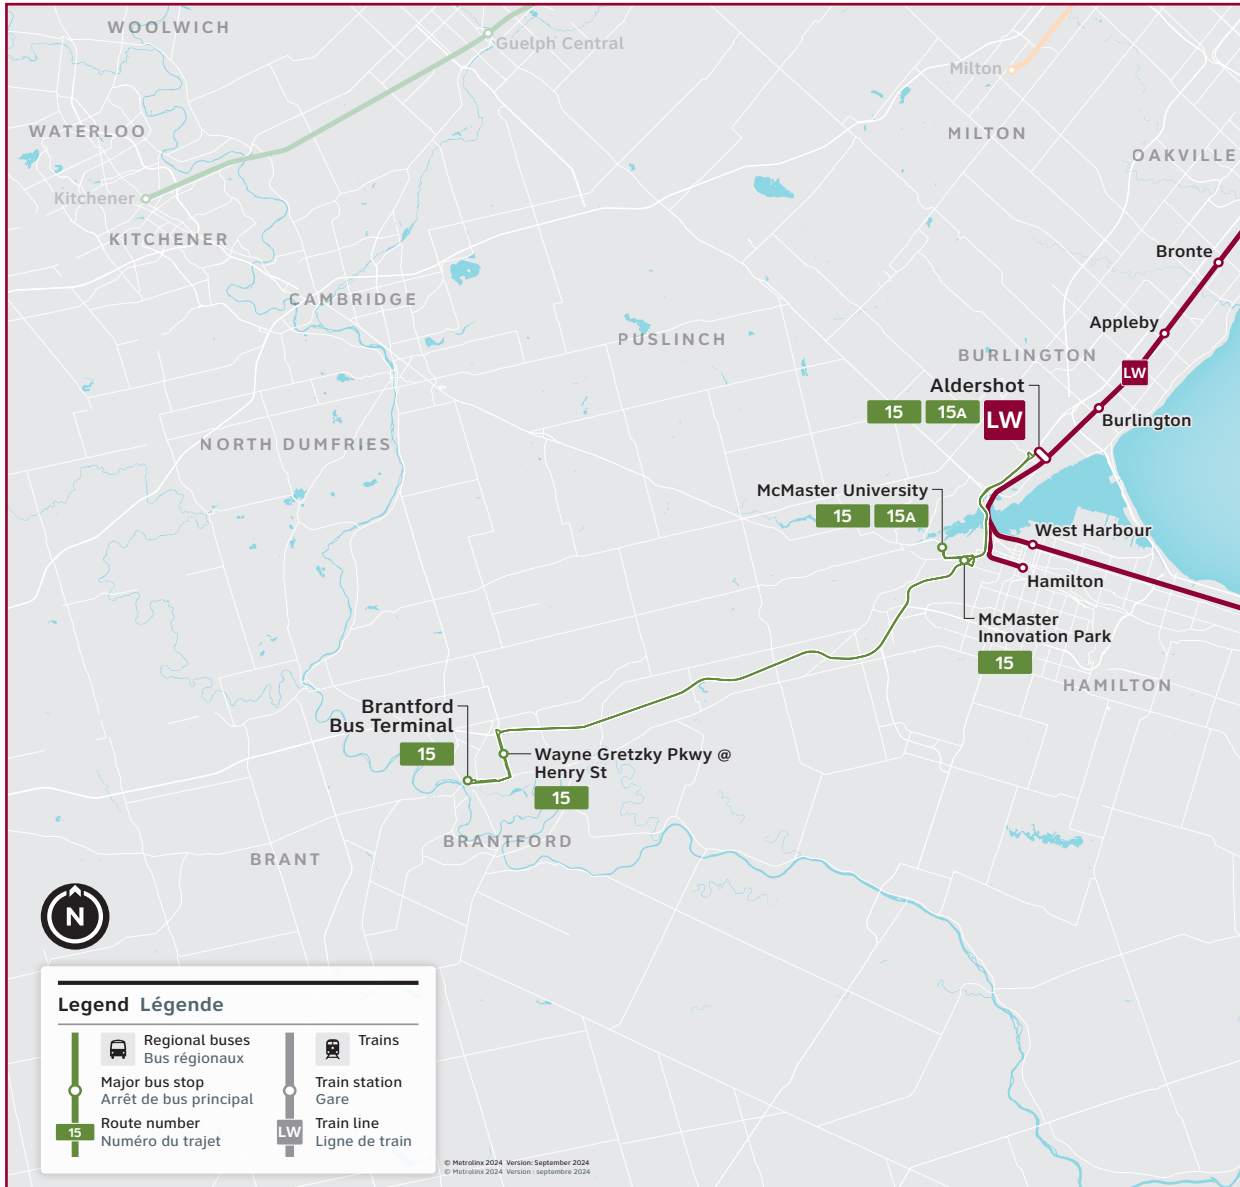 WOOLWICH
Guelph Central
Milton
WATERLOO
MILTON
OAKVILLE
Kitchener
KITCHENER
Bronte
CAMBRIDGE
Appleby
PUSLINCH
BURLINGTON
LW
Aldershot
15 15A LW
Burlington
NORTH DUMFRIES
McMaster University
15 15A
West Harbour
Hamilton
McMaster
Innovation Park
15
HAMILTON
Brantford
Bus Terminal
15
Wayne Gretzky Pkwy @
Henry St
15
BRANTFORD
BRANT
N
Legend Légende
Regional buses
Bus régionaux
Major bus stop
Arrêt de bus principal
15
Route number
Numéro du trajet
Trains
Train station
Gare
LW
Train line
Ligne de train
© Metrolinx 2024 Version: September 2024
© Metrolinx 2024 Version : septembre 2024